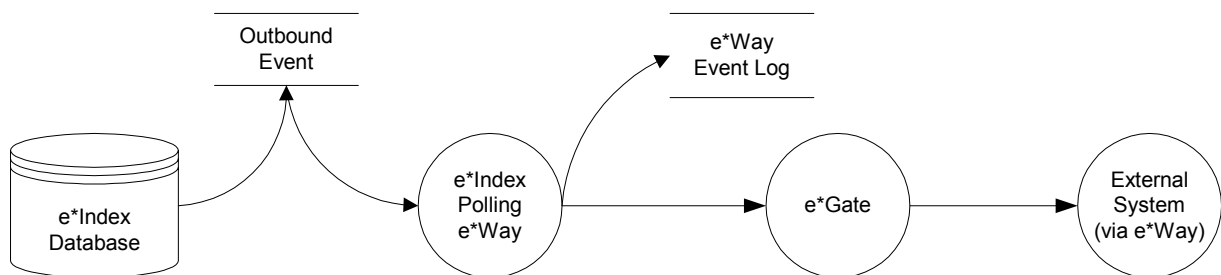 Outbound
Event
e*Way
Event Log
e*Index
Database
e*Index
Polling
e*Way
e*Gate
External
System
(via e*Way)